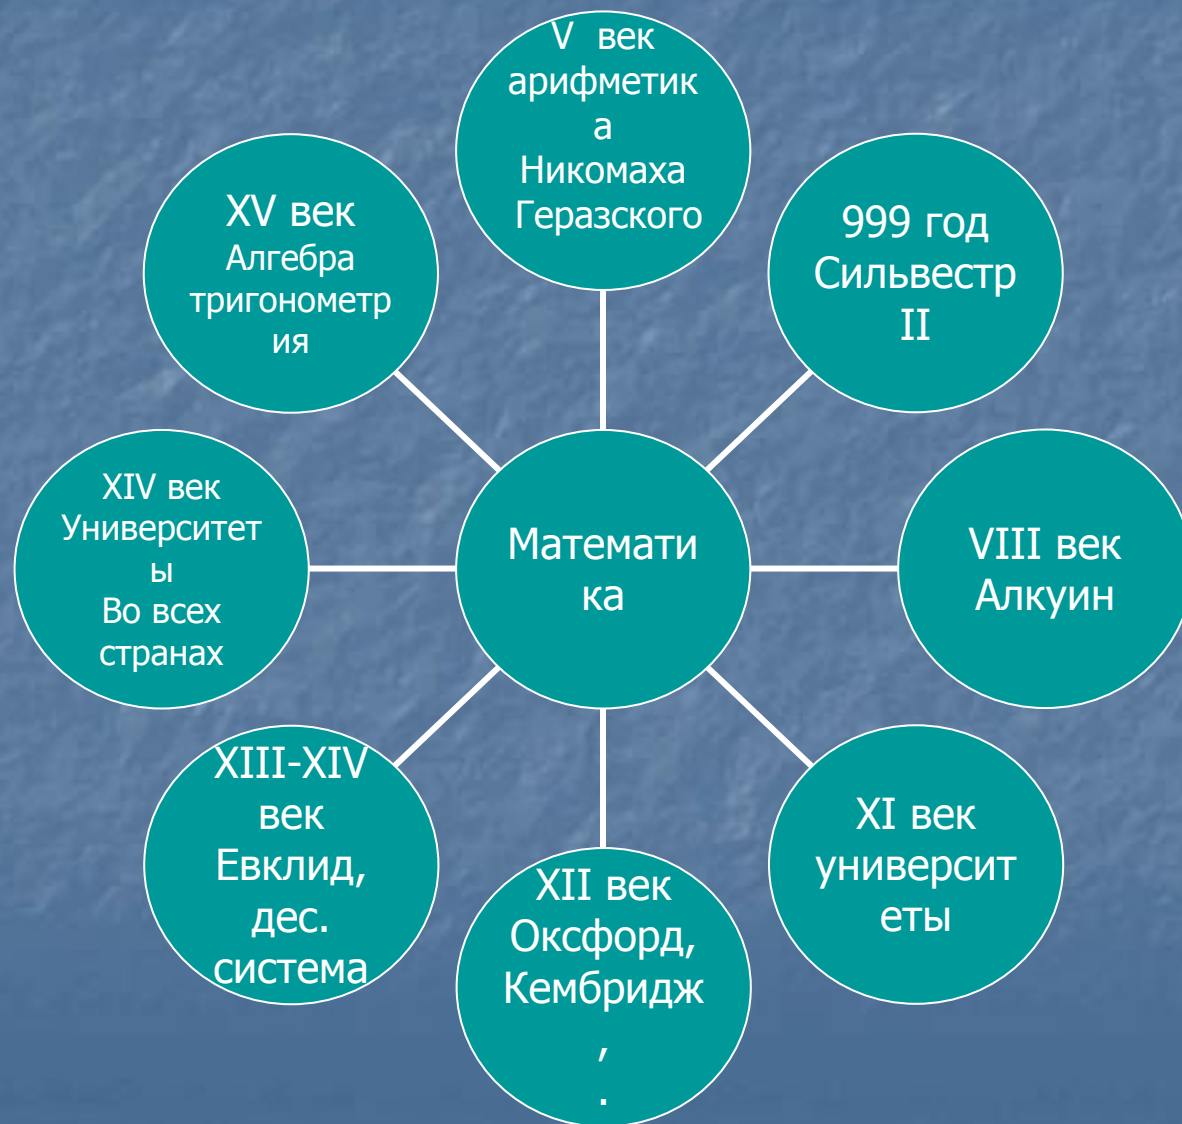 V век
арифметик
а
Никомаха
Геразского
999 год
Сильвестр
II
VIII век
Алкуин
XI век
университ
еты
XII век
Оксфорд,
Кембридж
,
.
XIII-XIV
век
Евклид,
дес.
система
XIV век
Университет
ы
Во всех
странах
XV век
Алгебра
тригонометр
ия
Математи
ка